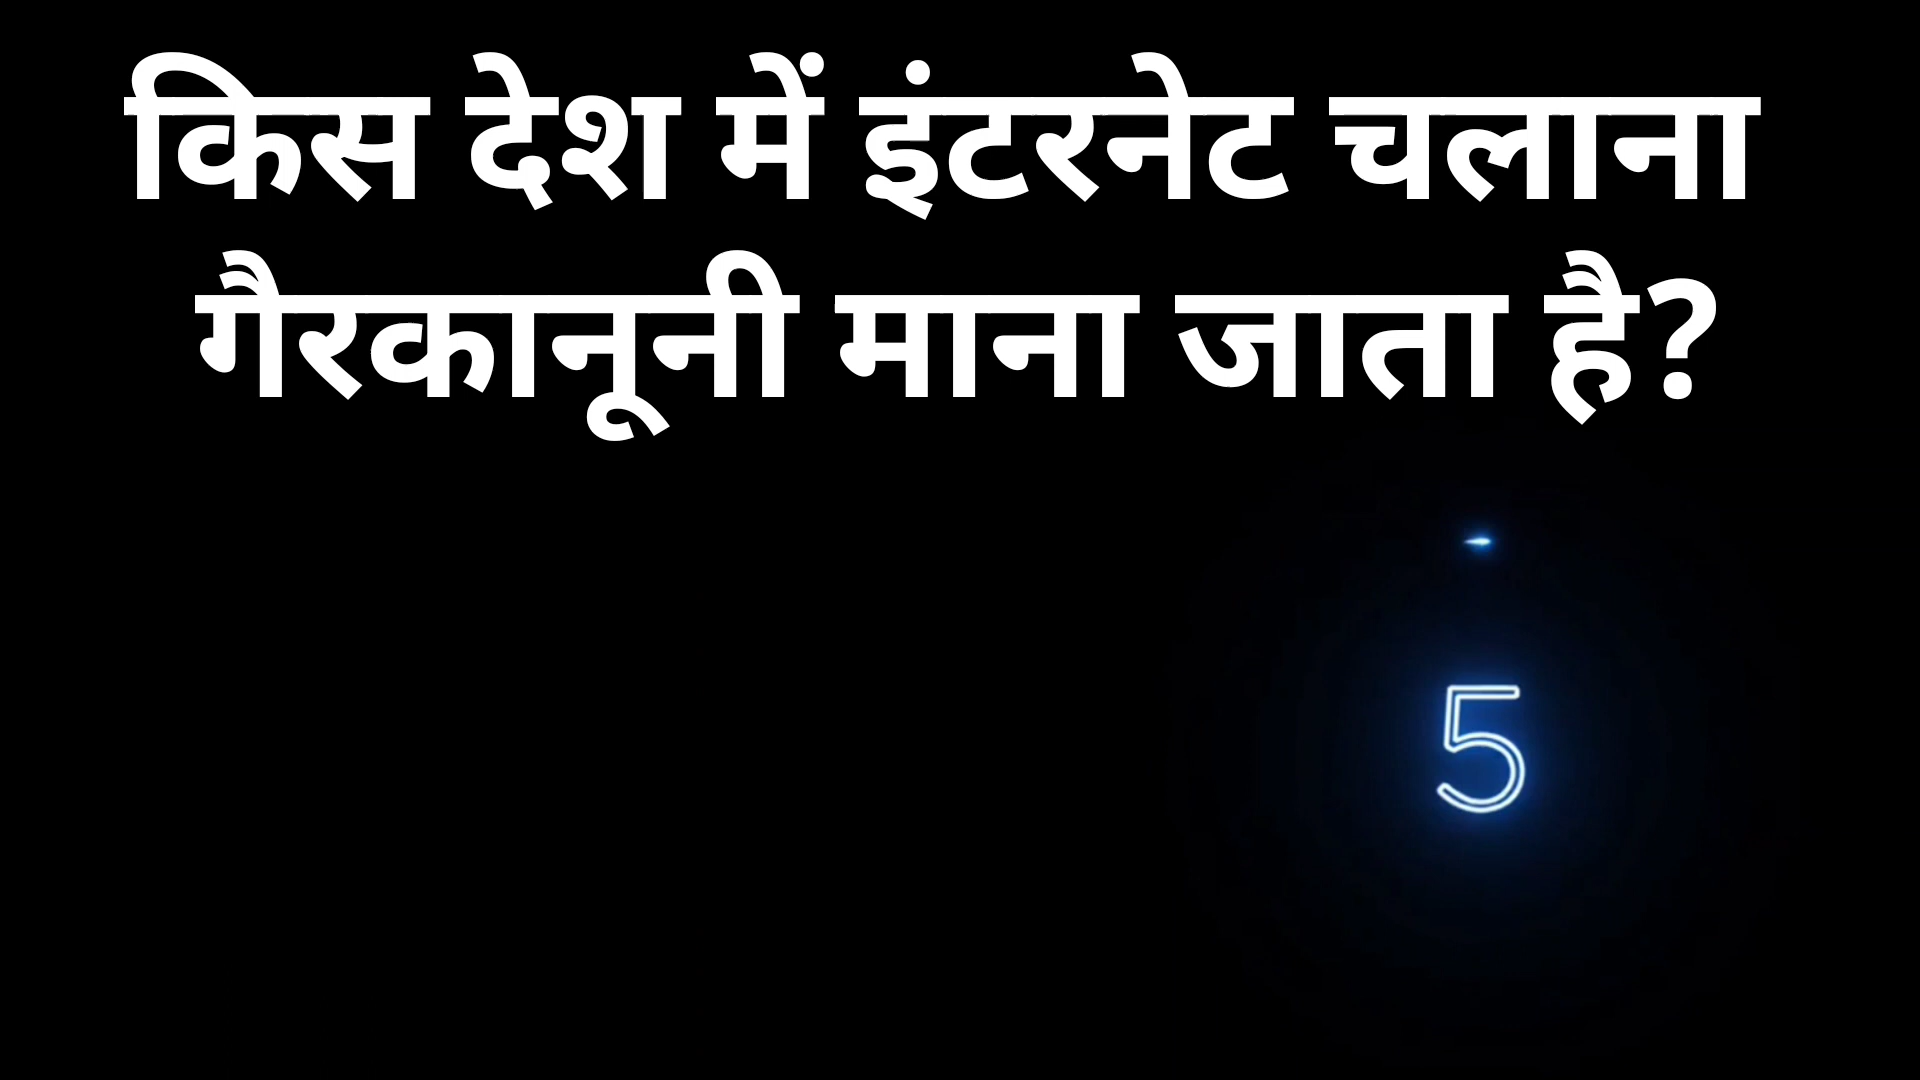 किस देश में इंटरनेट चलाना
गैरकानूनी माना जाता है?
5